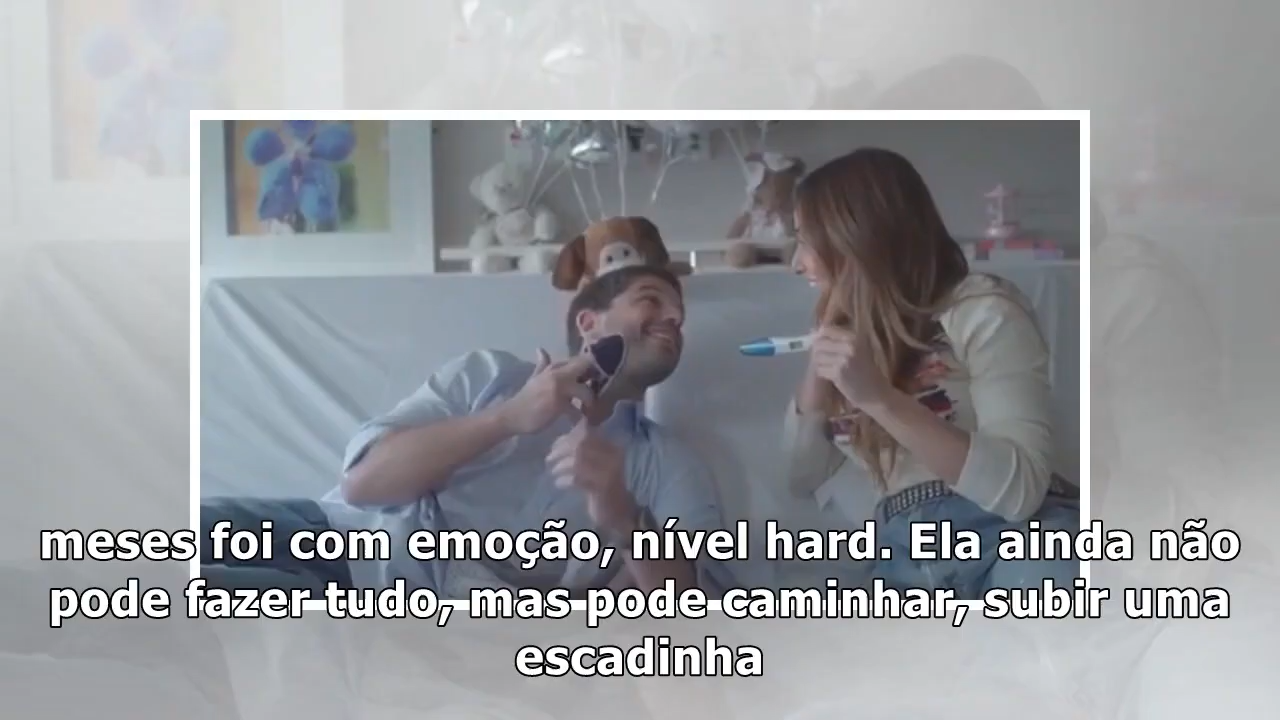 meses foi com emoção, nível hard. Ela ainda não
pode fazer tudo, mas pode caminhar, subir uma
escadinha